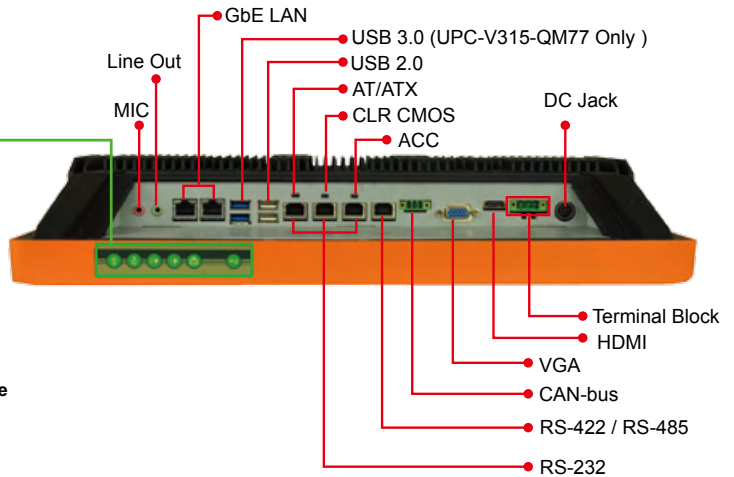 GbE LAN
USB 3.0 (UPC-V315-QM77 Only )
Line Out
USB 2.0
AT/ATX
MIC
DC Jack
CLR CMOS
ACC
Terminal Block
HDMI
VGA
e
CAN-bus
RS-422 / RS-485
RS-232